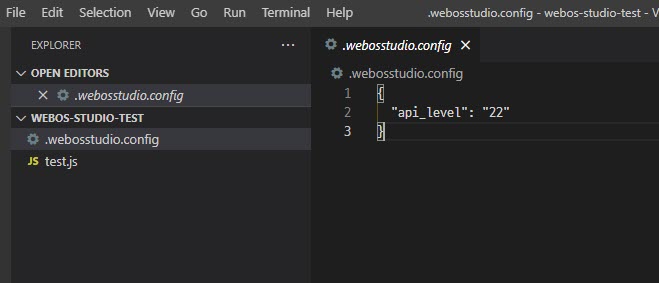 File Edit Selection View Go Run Terminal Help .webosstudio.config - webos-studio-test - V
EXPLORER ···
OPEN EDITORS
.webosstudio.config
WEBOS-STUDIO-TEST
.webosstudio.config
JS test.js
.webosstudio.config
.webosstudio.config
1 {
2 "api_level": "22"
3 }